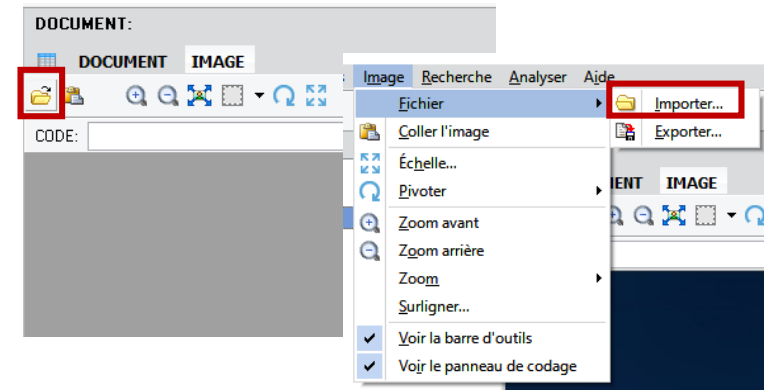 DOCUMENT:
DOCUMENT IMAGE
CODE:
Image Recherche Analyser Aide
Fichier
Importer...
Coller l'image
Exporter...
Échelle...
Pivoter
IMAGE
Zoom avant
Zoom arrière
Zoom
Surligner...
Voir la barre d'outils
Voir le panneau de codage